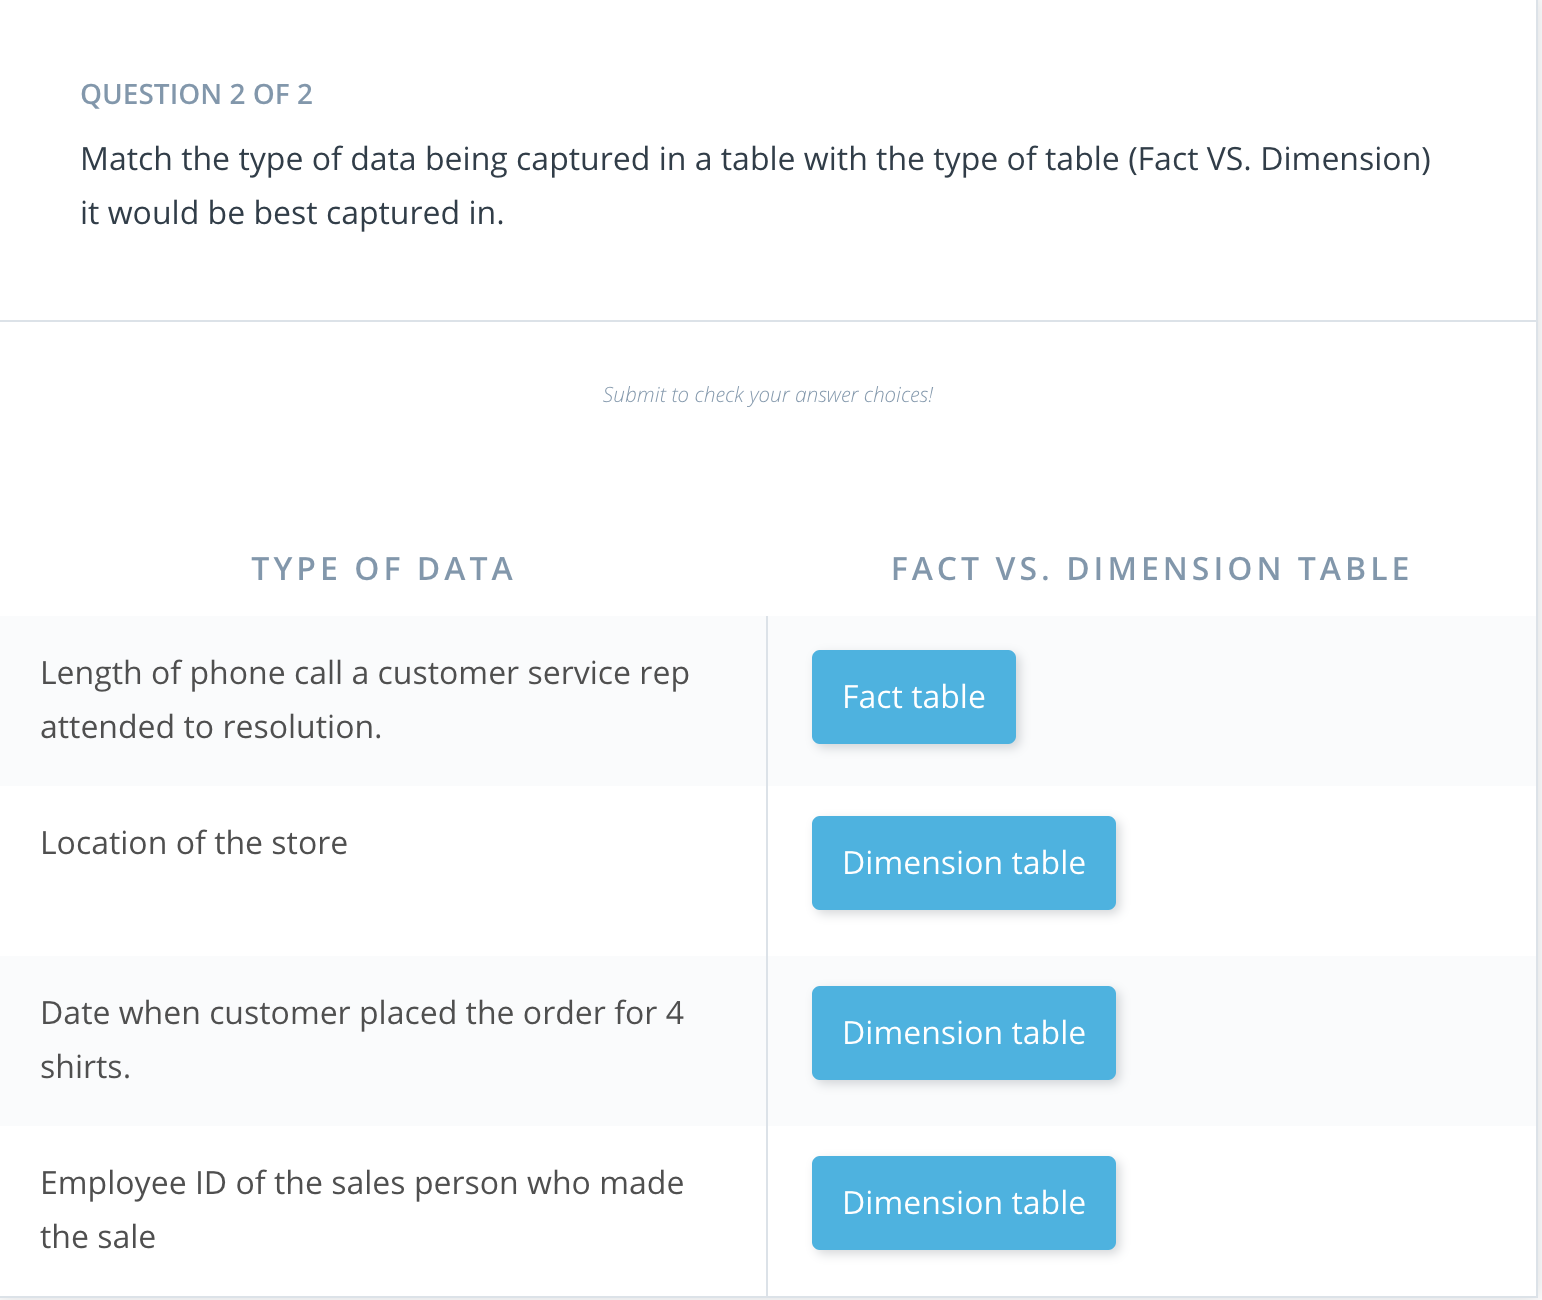 QUESTION 2 OF 2
Match the type of data being captured in a table with the type of table (Fact VS. Dimension)
it would be best captured in.
Submit to check your answer choices!
TYPE OF DATA
FACT VS. DIMENSION TABLE
Length of phone call a customer service rep
attended to resolution.
Fact table
Location of the store
Dimension table
Date when customer placed the order for 4
shirts.
Dimension table
Employee ID of the sales person who made
the sale
Dimension table